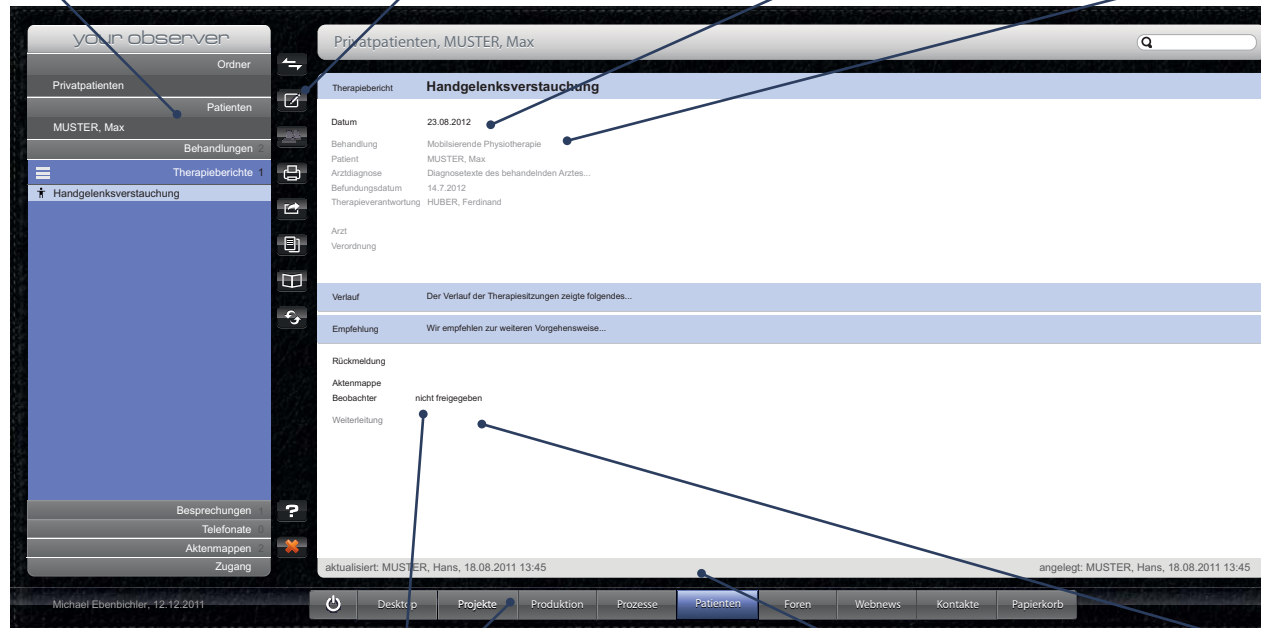 your observer
Ordner
Privatpatienten
Patienten
MUSTER, Max
Behandlungen 2
Therapieberichte 1
Handgelenksverstauchung
Besprechungen 1
Telefonate 0
Aktenmappen 2
Zugang
Michael Ebenbichler, 12.12.2011
Privatpatienten, MUSTER, Max
Therapiebericht Handgelenksverstauchung
Datum 23.08.2012
Behandlung Mobilsierende Physiotherapie
Patient MUSTER, Max
Arztdiagnose Diagnosetexte des behandelnden Arztes...
Befundungsdatum 14.7.2012
Therapieverantwortung HUBER, Ferdinand
Arzt
Verordnung
Verlauf Der Verlauf der Therapiesitzungen zeigte folgendes...
Empfehlung Wir empfehlen zur weiteren Vorgehensweise...
Rückmeldung
Aktenmappe
Beobachter nicht freigegeben
Weiterleitung
aktualisiert: MUSTER, Hans, 18.08.2011 13:45 angelegt: MUSTER, Hans, 18.08.2011 13:45
Desktop Projekte Produktion Prozesse Patienten Foren Webnews Kontakte Papierkorb